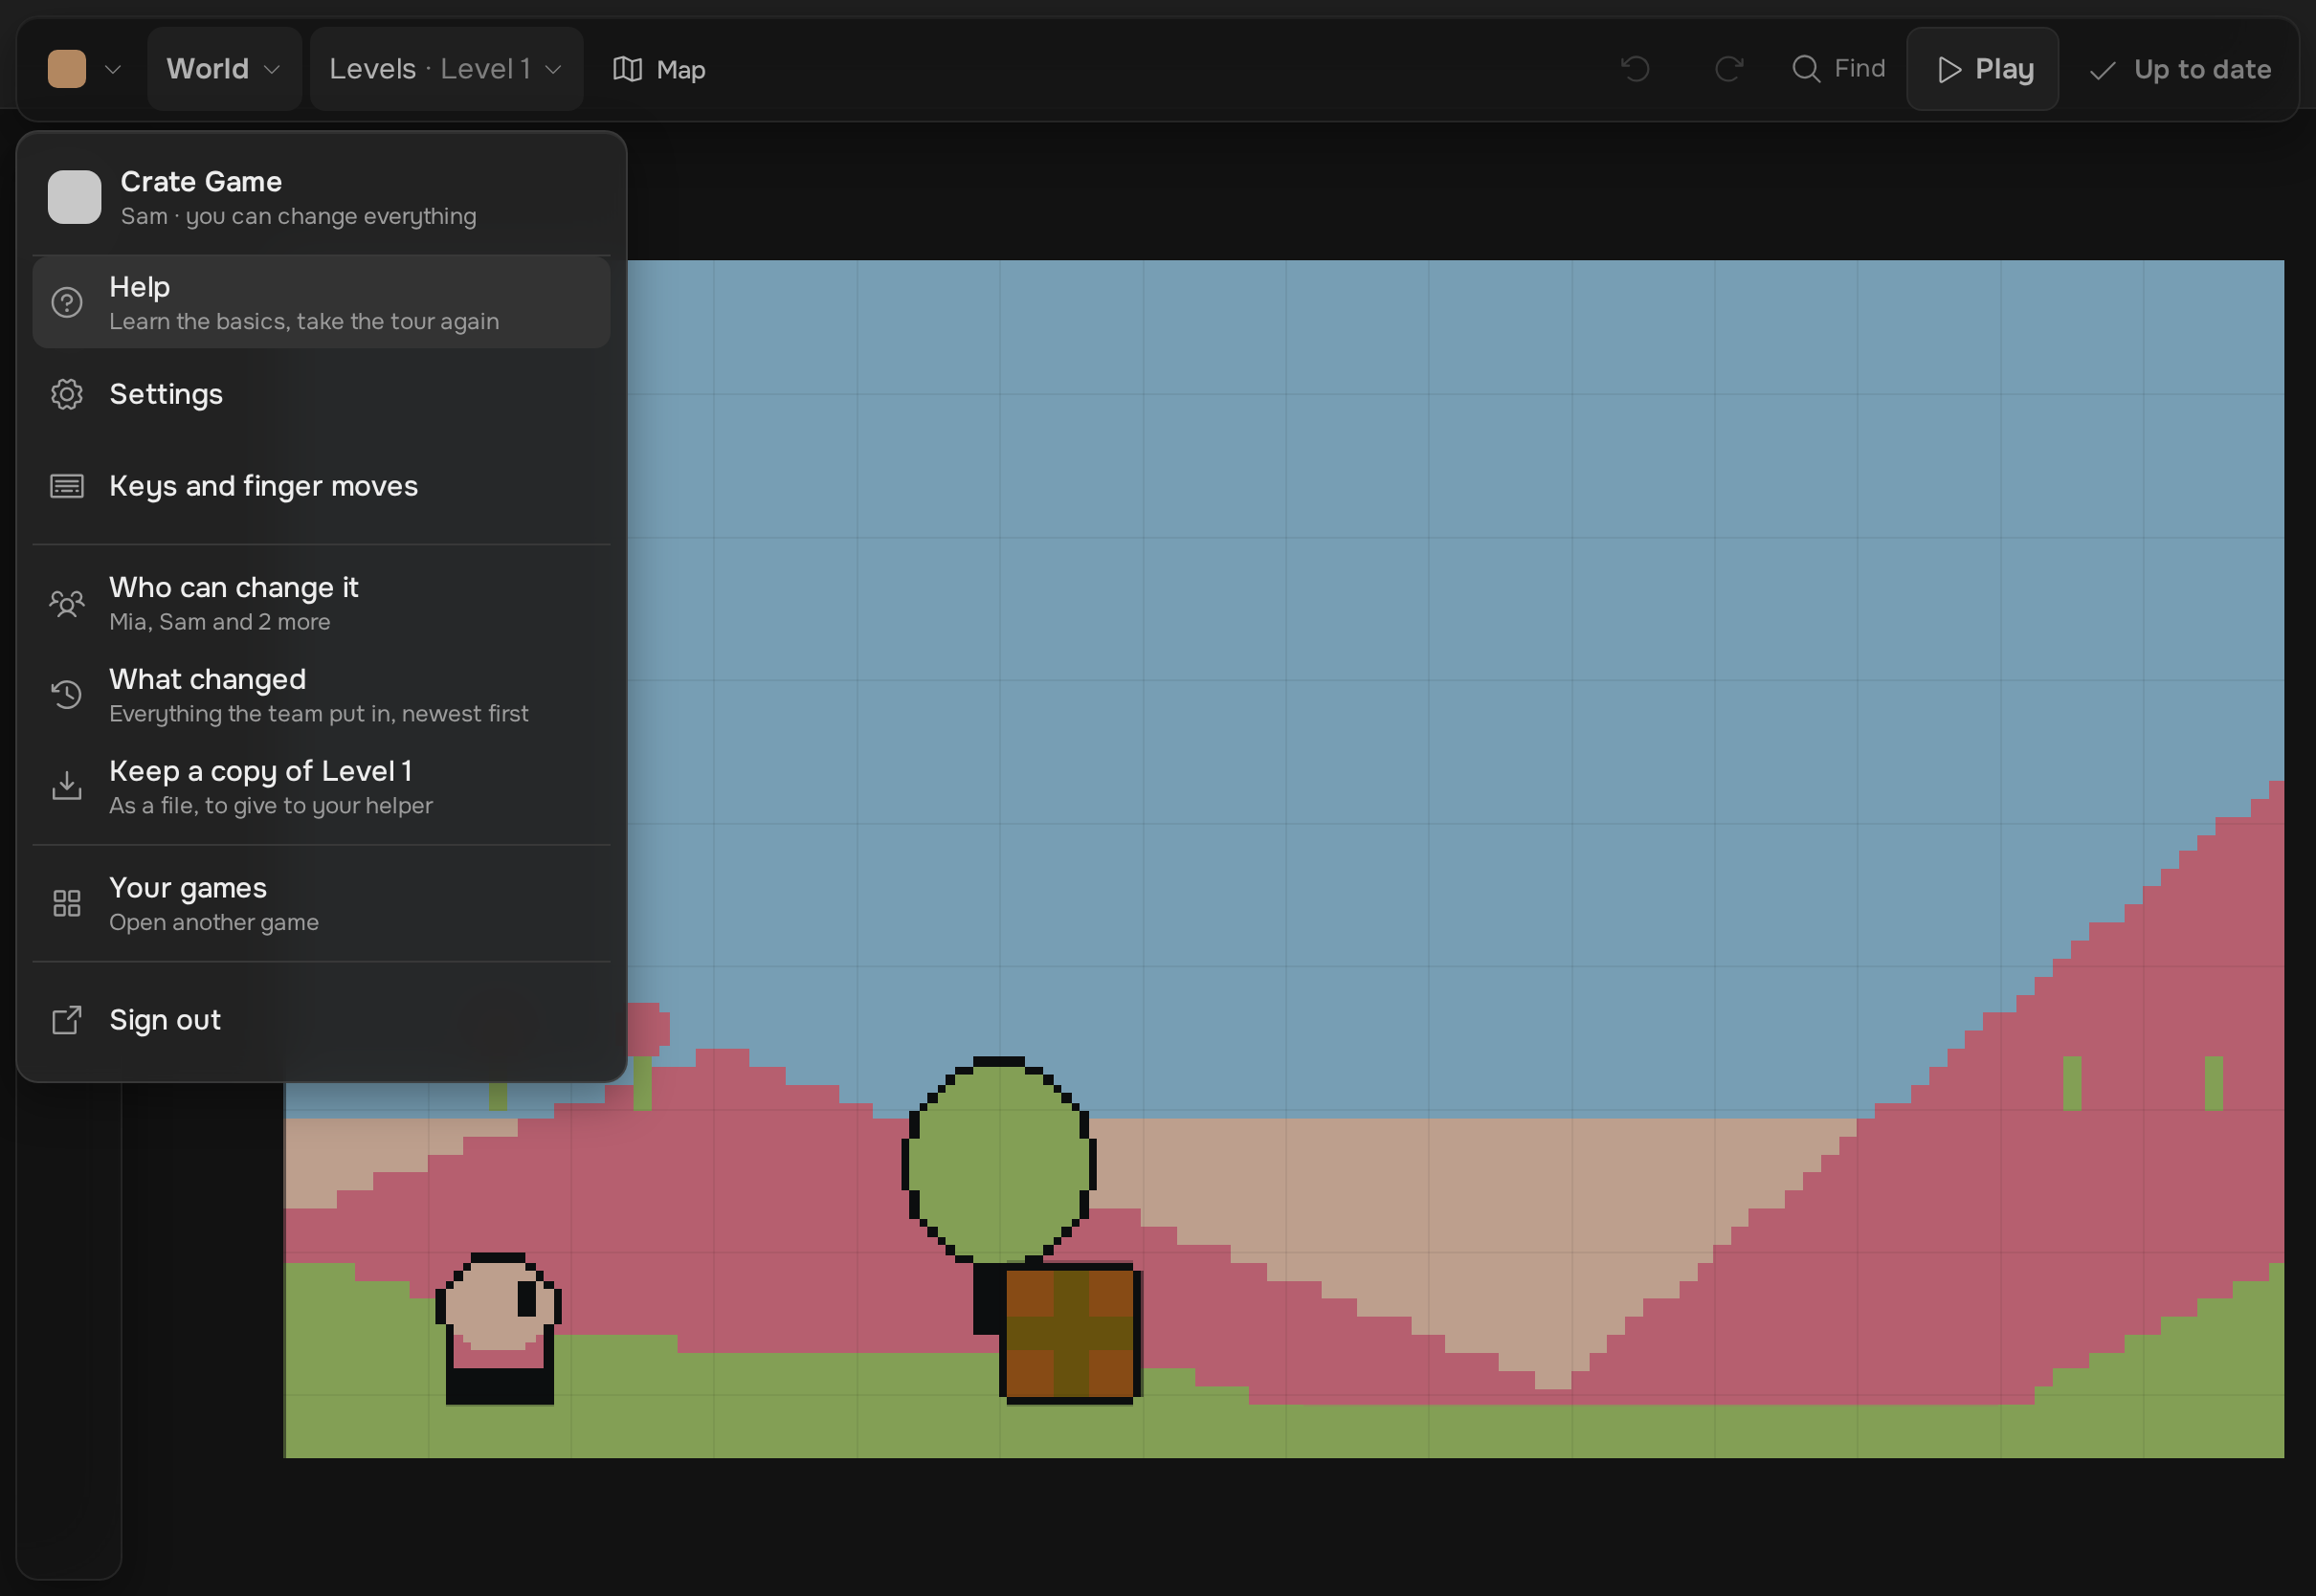 World
Levels · Level 1
Map
Find
Play
Up to date
Crate Game
Sam · you can change everything
Help
Learn the basics, take the tour again
Settings
Keys and finger moves
Who can change it
Mia, Sam and 2 more
What changed
Everything the team put in, newest first
Keep a copy of Level 1
As a file, to give to your helper
Your games
Open another game
Sign out